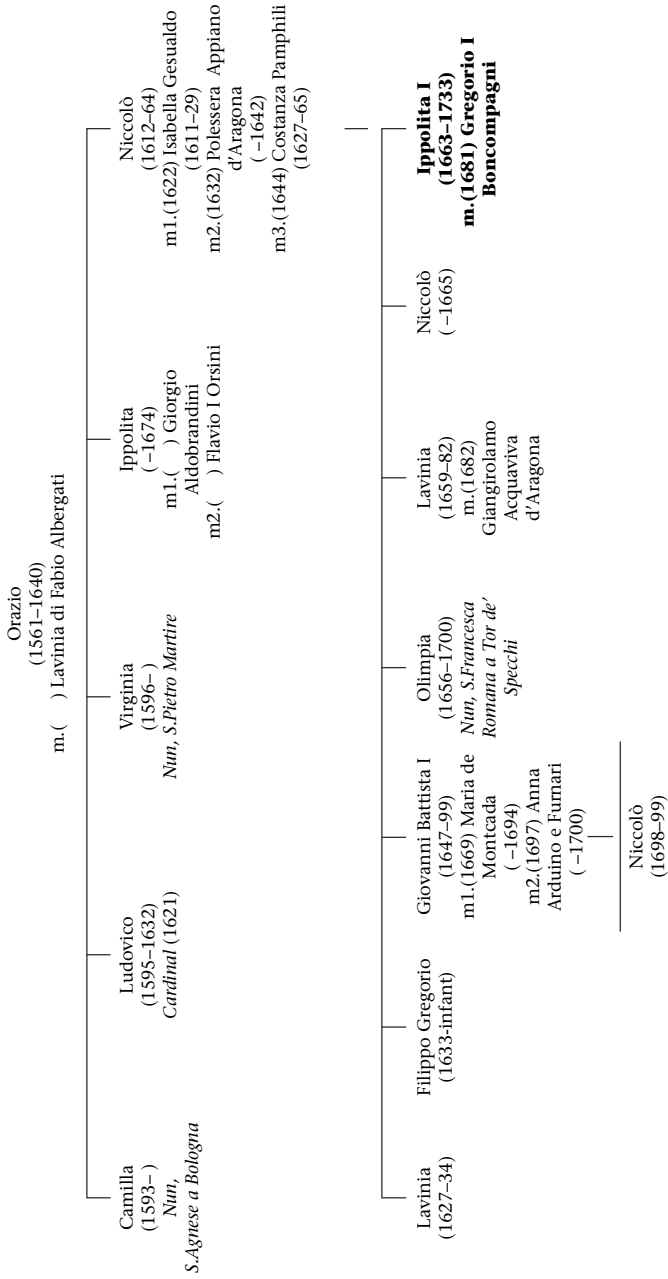 Orazio
(1561–1640)
m.( ) Lavinia di Fabio Albergati
Camilla
(1593– )
Nun,
S.Agnese a Bologna
Ludovico
(1595–1632)
Cardinal (1621)
Virginia
(1596– )
Nun, S.Pietro Martire
Ippolita
( –1674)
m1.( ) Giorgio
Aldobrandini
m2.( ) Flavio I Orsini
Niccolò
(1612–64)
m1.(1622) Isabella Gesualdo
(1611–29)
m2.(1632) Polessera Appiano
d'Aragona
( –1642)
m3.(1644) Costanza Pamphili
(1627–65)
Lavinia
(1627–34)
Filippo Gregorio
(1633-infant)
Giovanni Battista I
(1647–99)
m1.(1669) Maria de
Montcada
( –1694)
m2.(1697) Anna
Arduino e Furnari
( –1700)
Niccolò
(1698–99)
Olimpia
(1656–1700)
Nun, S.Francesca
Romana a Tor de'
Specchi
Lavinia
(1659–82)
m.(1682)
Giangirolamo
Acquaviva
d'Aragona
Niccolò
( –1665)
Ippolita I
(1663–1733)
m.(1681) Gregorio I
Boncompagni